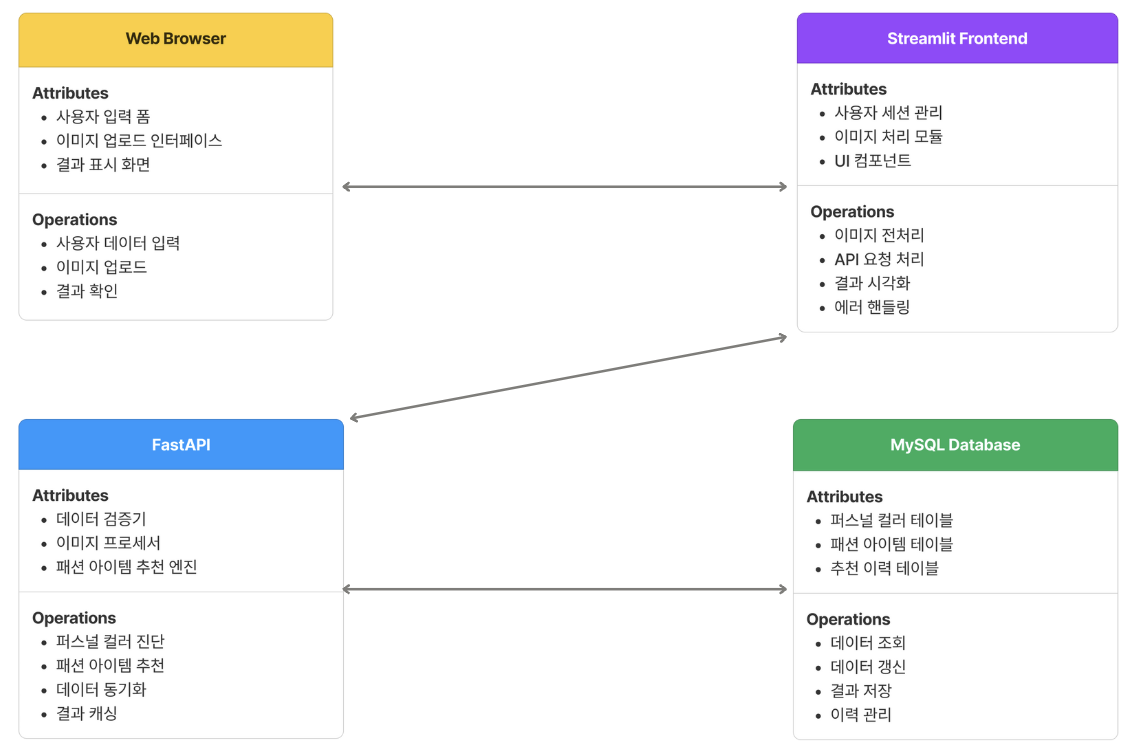 Web Browser
Attributes
• 사용자 입력 폼
• 이미지 업로드 인터페이스
• 결과 표시 화면
Operations
• 사용자 데이터 입력
• 이미지 업로드
• 결과 확인
Streamlit Frontend
Attributes
• 사용자 세션 관리
• 이미지 처리 모듈
• UI 컴포넌트
Operations
• 이미지 전처리
• API 요청 처리
• 결과 시각화
• 에러 핸들링
FastAPI
Attributes
• 데이터 검증기
• 이미지 프로세서
• 패션 아이템 추천 엔진
Operations
• 퍼스널 컬러 진단
• 패션 아이템 추천
• 데이터 동기화
• 결과 캐싱
MySQL Database
Attributes
• 퍼스널 컬러 테이블
• 패션 아이템 테이블
• 추천 이력 테이블
Operations
• 데이터 조회
• 데이터 갱신
• 결과 저장
• 이력 관리